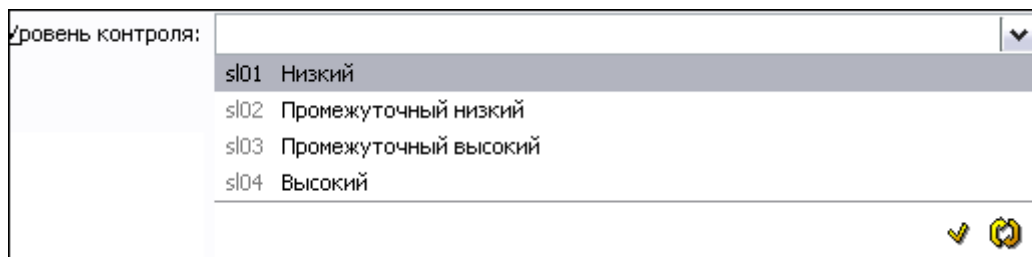 Уровень контроля:
sl01 Низкий
sl02 Промежуточный низкий
sl03 Промежуточный высокий
sl04 Высокий